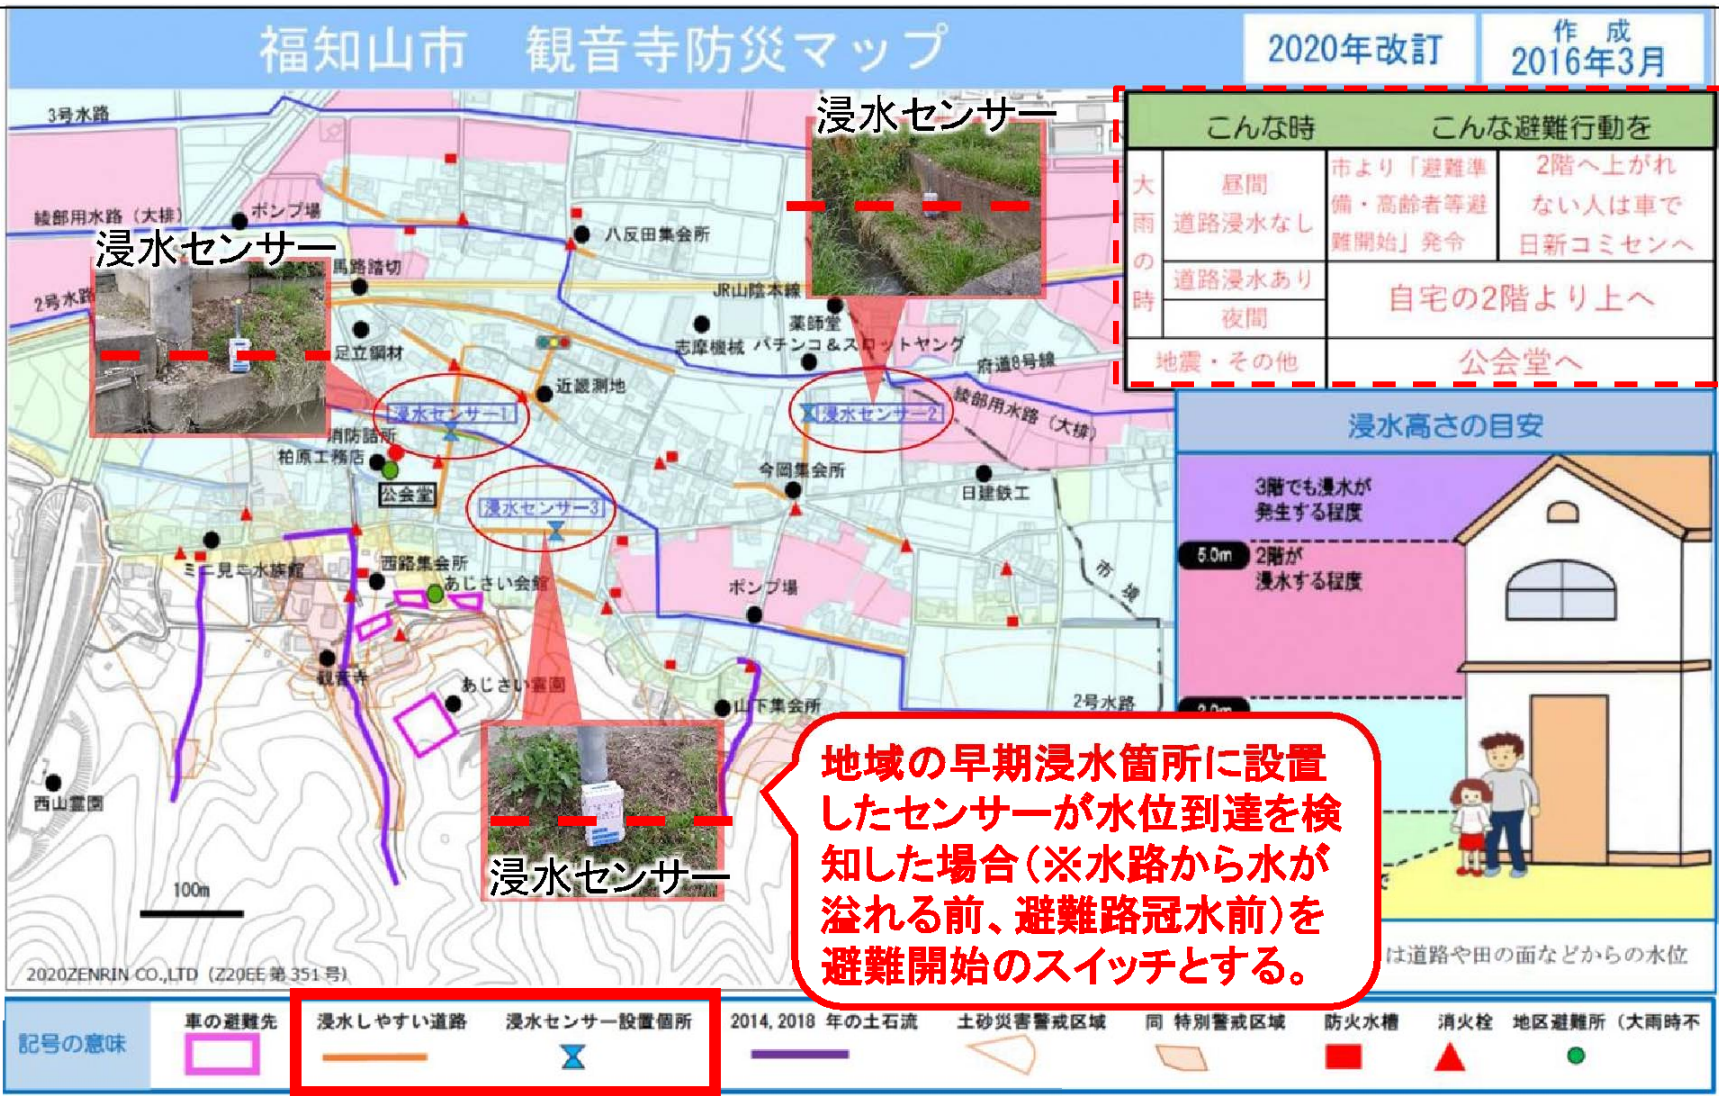 福知山市 観音寺防災マップ
2020年改訂
作 成
2016年3月
3号水路
浸水センサー
綾部用水路（大排）
ポンプ場
八反田集会所
浸水センサー
馬路踏切
2号水路
JR山陰本線
薬師堂
足立鋼材
志摩機械
パチンコ＆スロットヤング
府道8号線
近畿測地
綾部用水路（大排）
浸水センサー1
浸水センサー2
消防詰所
柏原工務店
公会堂
今岡集会所
日建鉄工
浸水センサー3
市境
ミニ見ニ水族館
西路集会所
あじさい会館
ポンプ場
観音寺
あじさい霊園
山下集会所
2号水路
西山霊園
浸水センサー
100m
2020ZENRIN CO.,LTD（Z20EE第351号）
こんな時
こんな避難行動を
大雨の時
昼間
道路浸水なし
市より「避難準
備・高齢者等避
難開始」発令
2階へ上がれ
ない人は車で
日新コミセンへ
道路浸水あり
夜間
自宅の2階より上へ
地震・その他
公会堂へ
浸水高さの目安
3階でも浸水が
発生する程度
5.0m
2階が
浸水する程度
地域の早期浸水箇所に設置
したセンサーが水位到達を検
知した場合（※水路から水が
溢れる前、避難路冠水前）を
避難開始のスイッチとする。
は道路や田の面などからの水位
記号の意味
車の避難先
浸水しやすい道路
浸水センサー設置個所
2014,2018 年の土石流
土砂災害警戒区域
同 特別警戒区域
防火水槽
消火栓
地区避難所（大雨時不